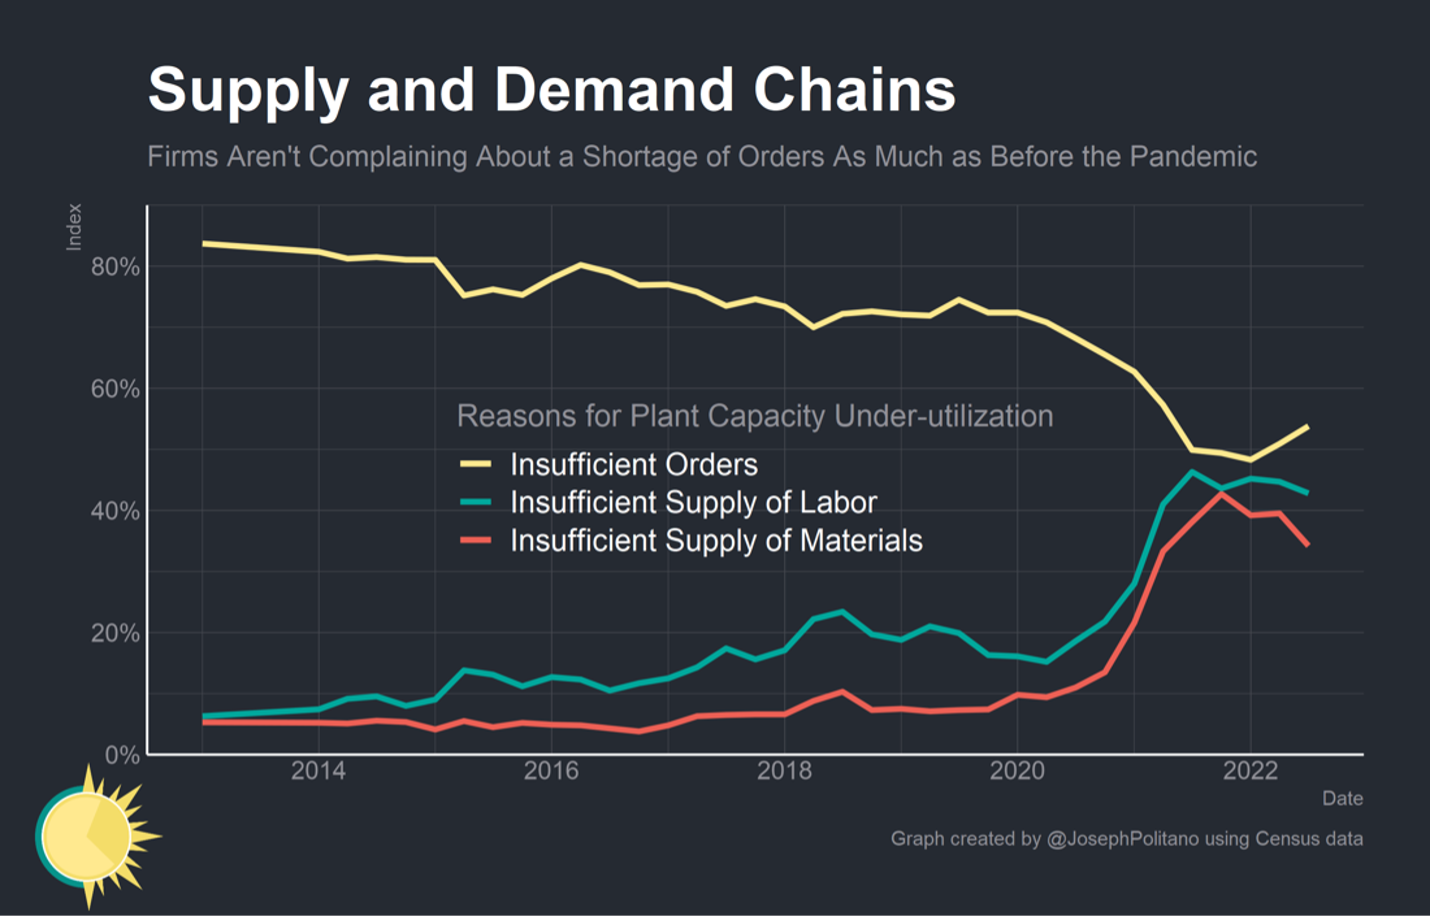 Supply and Demand Chains
Firms Aren't Complaining About a Shortage of Orders As Much as Before the Pandemic
Index
80%
60%
40%
20%
0%
Reasons for Plant Capacity Under-utilization
Insufficient Orders
Insufficient Supply of Labor
Insufficient Supply of Materials
2014 2016 2018 2020 2022
Date
Graph created by @JosephPolitano using Census data